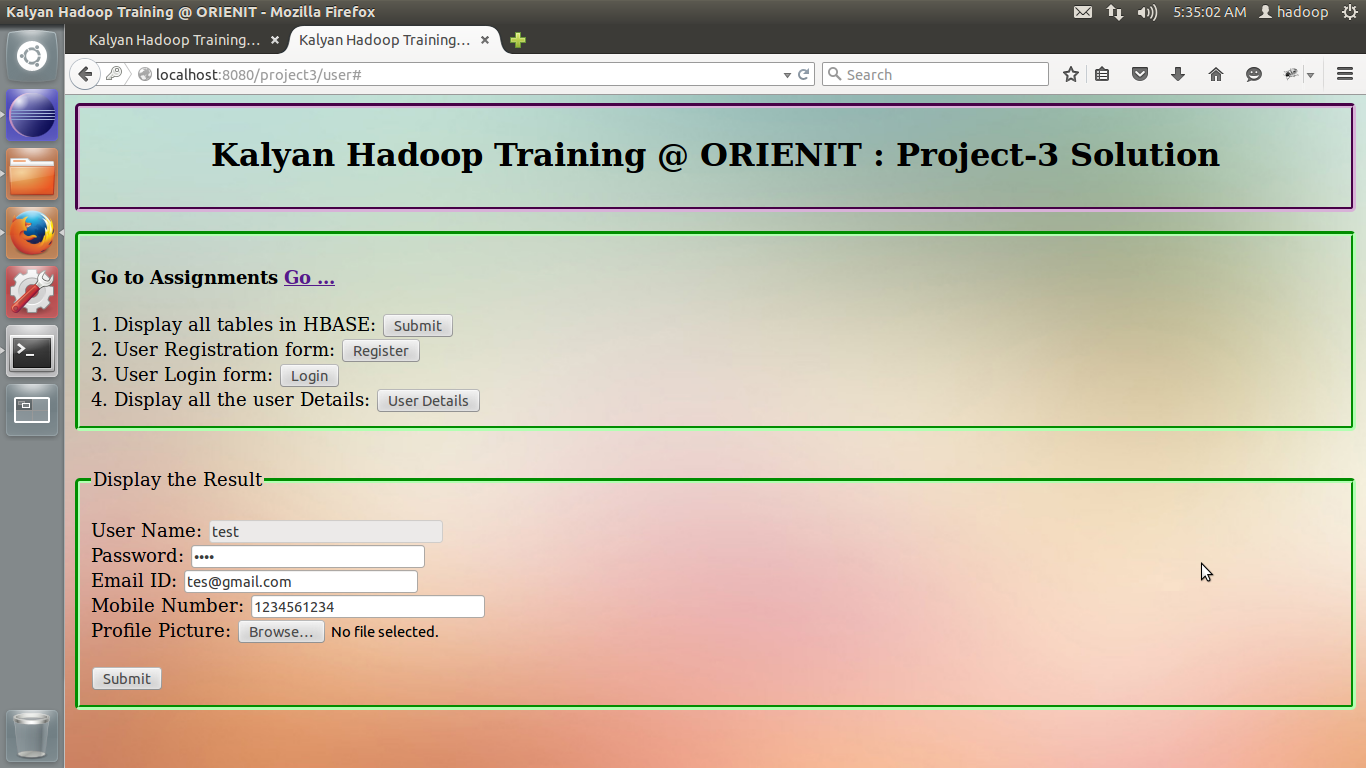 Kalyan Hadoop Training @ ORIENIT - Mozilla Firefox
5:35:02 AM hadoop
Kalyan Hadoop Training... Kalyan Hadoop Training...
localhost:8080/project3/user# Search
Kalyan Hadoop Training @ ORIENIT : Project-3 Solution
Go to Assignments Go ...
1. Display all tables in HBASE: Submit
2. User Registration form: Register
3. User Login form: Login
4. Display all the user Details: User Details
Display the Result
User Name: test
Password: ••••
Email ID: tes@gmail.com
Mobile Number: 1234561234
Profile Picture: Browse... No file selected.
Submit